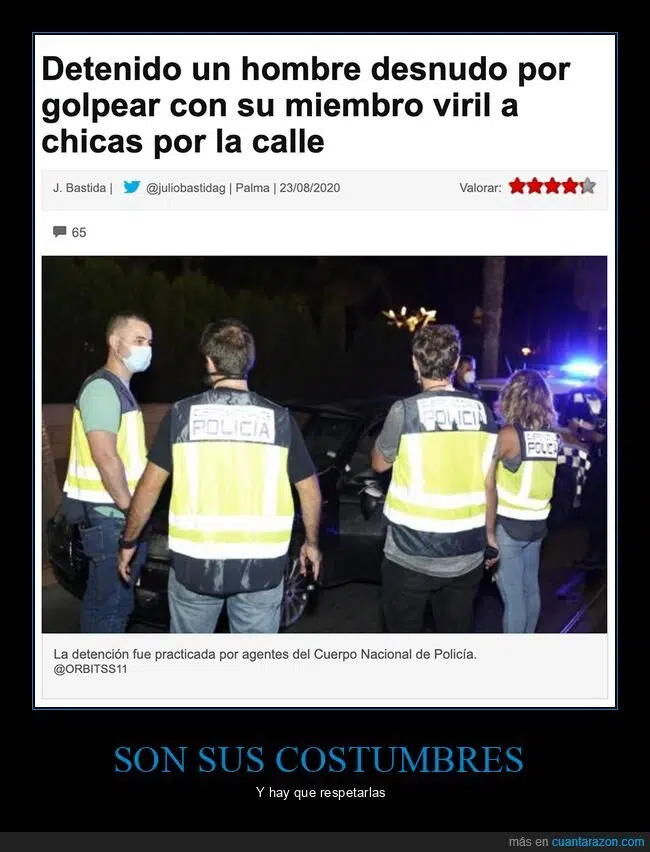 Detenido un hombre desnudo por
golpear con su miembro viril a
chicas por la calle
J. Bastida | @juliobastidag | Palma | 23/08/2020 Valorar:
65
POLICIA
POLICIA
POLICIA
La detención fue practicada por agentes del Cuerpo Nacional de Policía.
@ORBITSS11
SON SUS COSTUMBRES
Y hay que respetarlas
más en cuantarazon.com